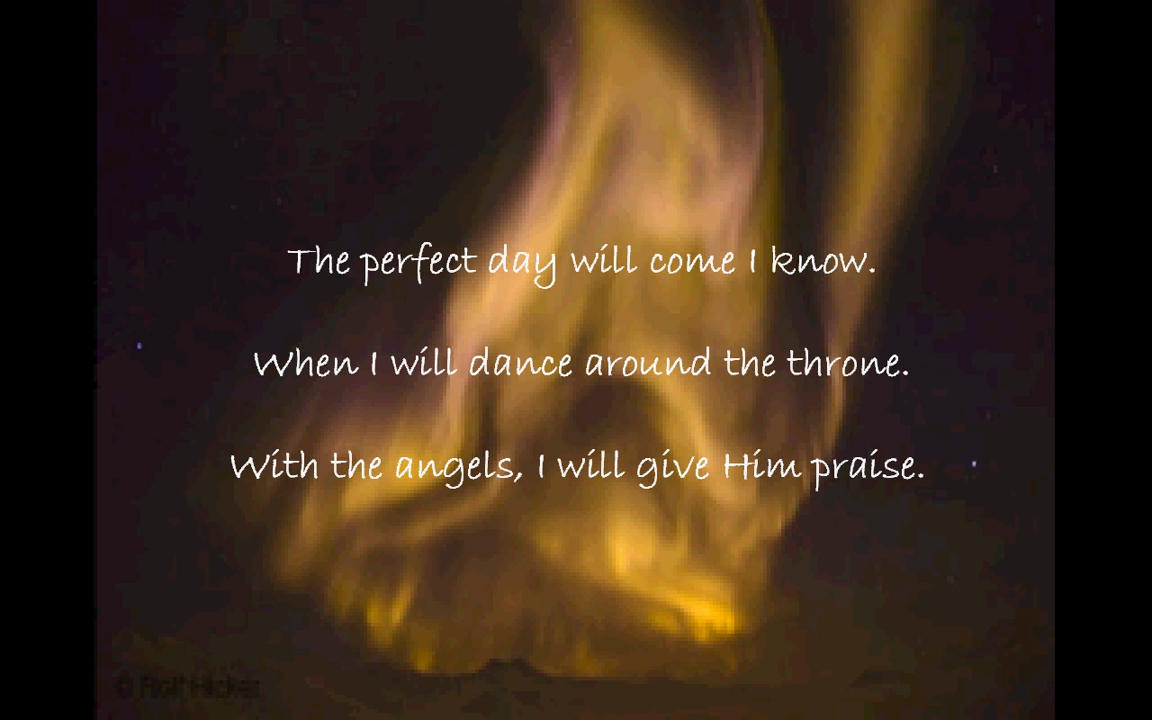 The perfect day will come I know.
When I will dance around the throne.
With the angels, I will give Him praise.
© Rolf Hicker